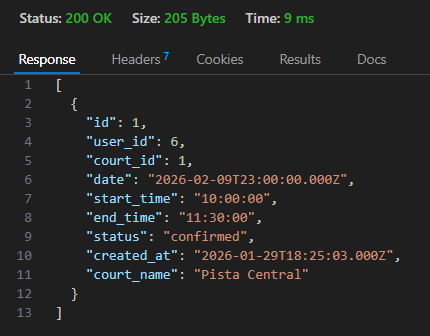 Status: 200 OK Size: 205 Bytes Time: 9 ms
Response Headers 7 Cookies Results Docs
1 [
2 {
3 "id": 1,
4 "user_id": 6,
5 "court_id": 1,
6 "date": "2026-02-09T23:00:00.000Z",
7 "start_time": "10:00:00",
8 "end_time": "11:30:00",
9 "status": "confirmed",
10 "created_at": "2026-01-29T18:25:03.000Z",
11 "court_name": "Pista Central"
12 }
13 ]